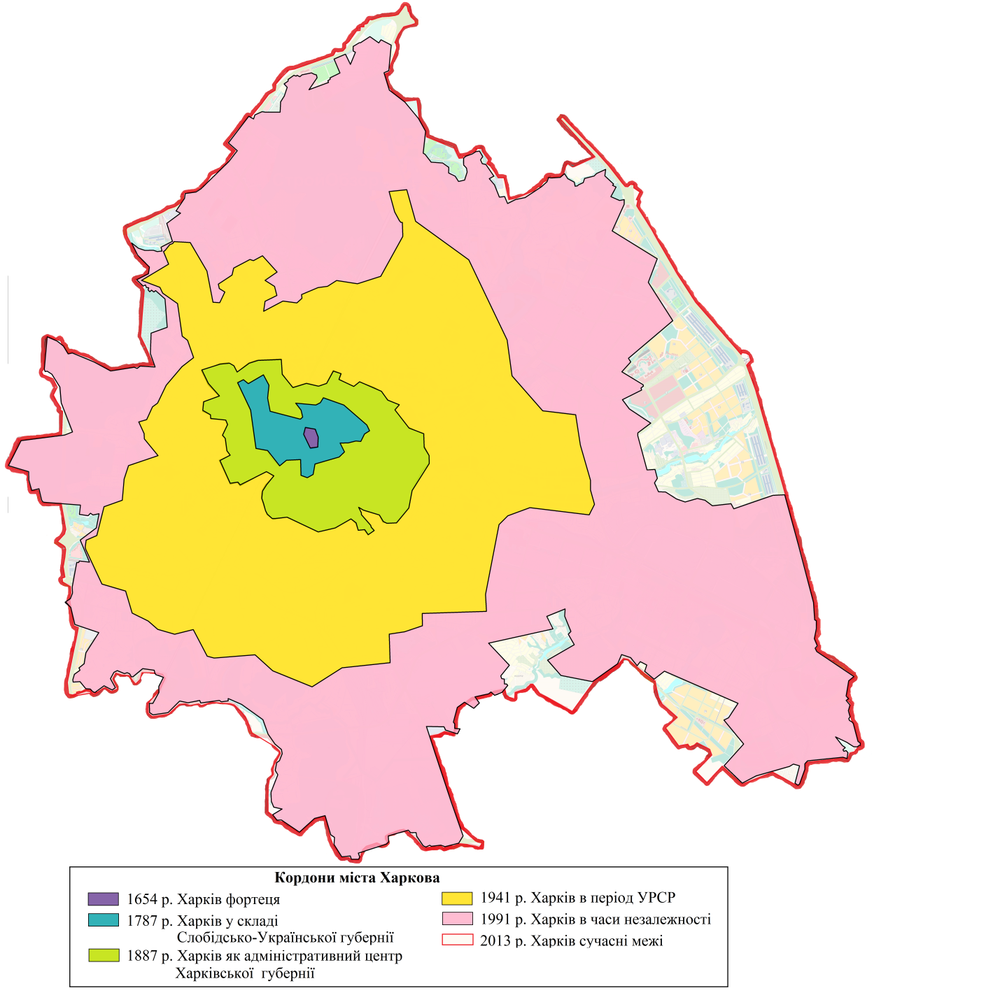 Кордони міста Харкова
1654 р. Харків фортеця
1787 р. Харків у складі
Слобідсько-Української губернії
1887 р. Харків як адміністративний центр
Харківської губернії
1941 р. Харків в період УРСР
1991 р. Харків в часи незалежності
2013 р. Харків сучасні межі